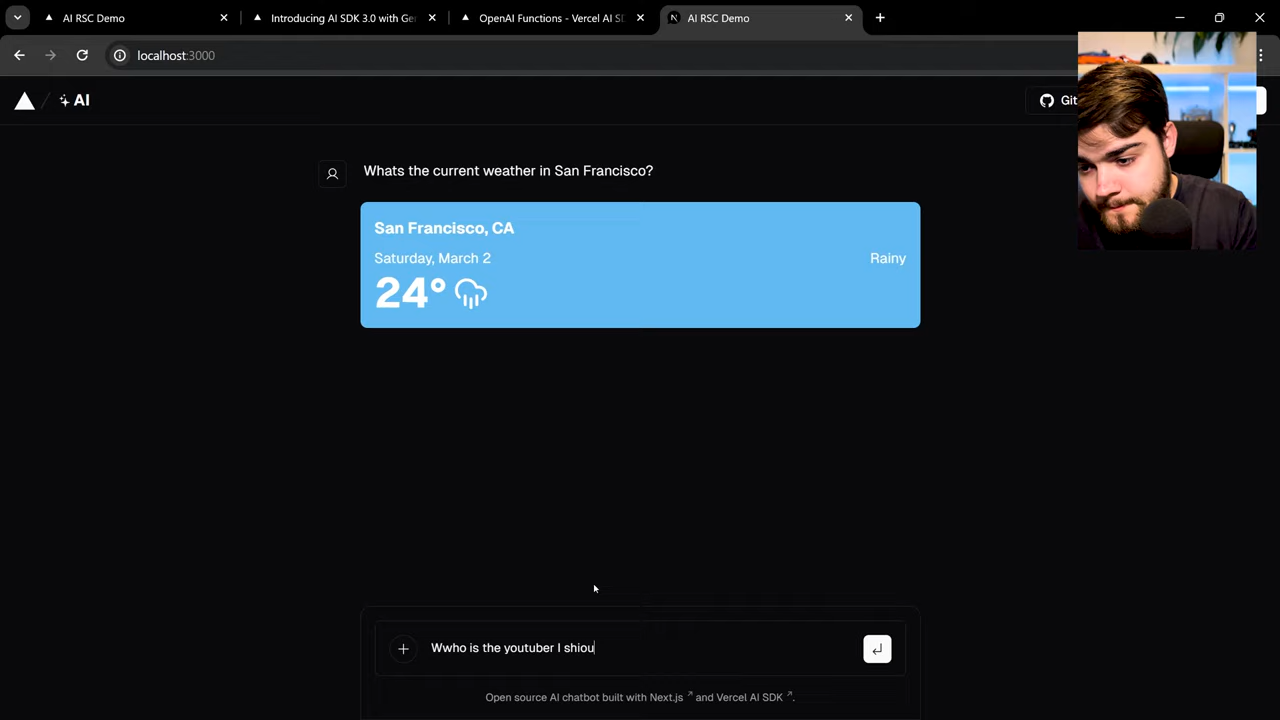 AI RSC Demo
Introducing AI SDK 3.0 with Ge
OpenAI Functions - Vercel AI SD
AI RSC Demo
localhost:3000
AI
Git
Whats the current weather in San Francisco?
San Francisco, CA
Saturday, March 2
Rainy
24°
Wwho is the youtuber I shiou
Open source AI chatbot built with Next.js and Vercel AI SDK.